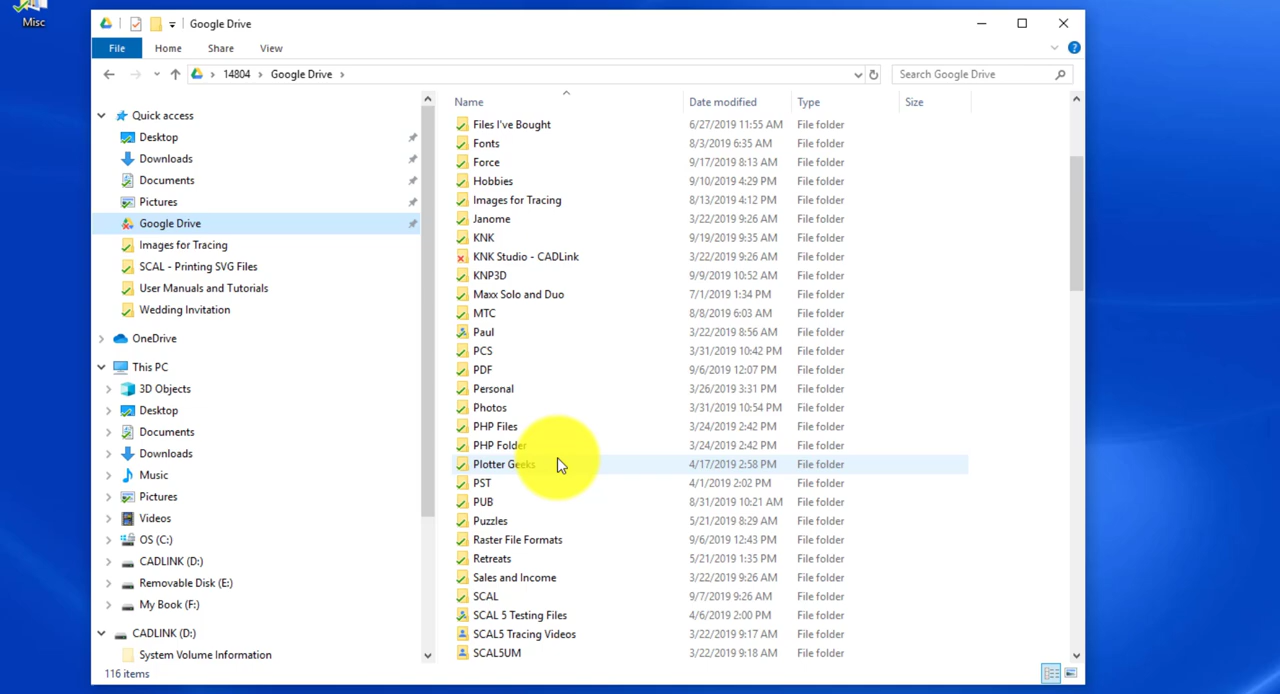 Misc
Google Drive
File Home Share View
14804 Google Drive
Search Google Drive
Quick access
Desktop
Downloads
Documents
Pictures
Google Drive
Images for Tracing
SCAL - Printing SVG Files
User Manuals and Tutorials
Wedding Invitation
OneDrive
This PC
3D Objects
Desktop
Documents
Downloads
Music
Pictures
Videos
OS (C:)
CADLINK (D:)
Removable Disk (E:)
My Book (F:)
CADLINK (D:)
System Volume Information
Name Date modified Type Size
Files I've Bought 6/27/2019 11:55 AM File folder
Fonts 8/3/2019 6:35 AM File folder
Force 9/17/2019 8:13 AM File folder
Hobbies 9/10/2019 4:29 PM File folder
Images for Tracing 8/13/2019 4:12 PM File folder
Janome 3/22/2019 9:26 AM File folder
KNK 9/19/2019 9:35 AM File folder
KNK Studio - CADLink 3/22/2019 9:26 AM File folder
KNP3D 9/9/2019 10:52 AM File folder
Maxx Solo and Duo 7/1/2019 1:34 PM File folder
MTC 8/8/2019 6:03 AM File folder
Paul 3/22/2019 8:56 AM File folder
PCS 3/31/2019 10:42 PM File folder
PDF 9/6/2019 12:07 PM File folder
Personal 3/26/2019 3:31 PM File folder
Photos 3/31/2019 10:54 PM File folder
PHP Files 3/24/2019 2:42 PM File folder
PHP Folder 3/24/2019 2:42 PM File folder
Plotter Geeks 4/17/2019 2:58 PM File folder
PST 4/1/2019 2:02 PM File folder
PUB 8/31/2019 10:21 AM File folder
Puzzles 5/21/2019 8:29 AM File folder
Raster File Formats 9/6/2019 12:43 PM File folder
Retreats 5/21/2019 1:35 PM File folder
Sales and Income 3/22/2019 9:26 AM File folder
SCAL 9/7/2019 9:26 AM File folder
SCAL 5 Testing Files 4/6/2019 2:00 PM File folder
SCAL5 Tracing Videos 3/22/2019 9:17 AM File folder
SCAL5UM 3/22/2019 9:18 AM File folder
116 items